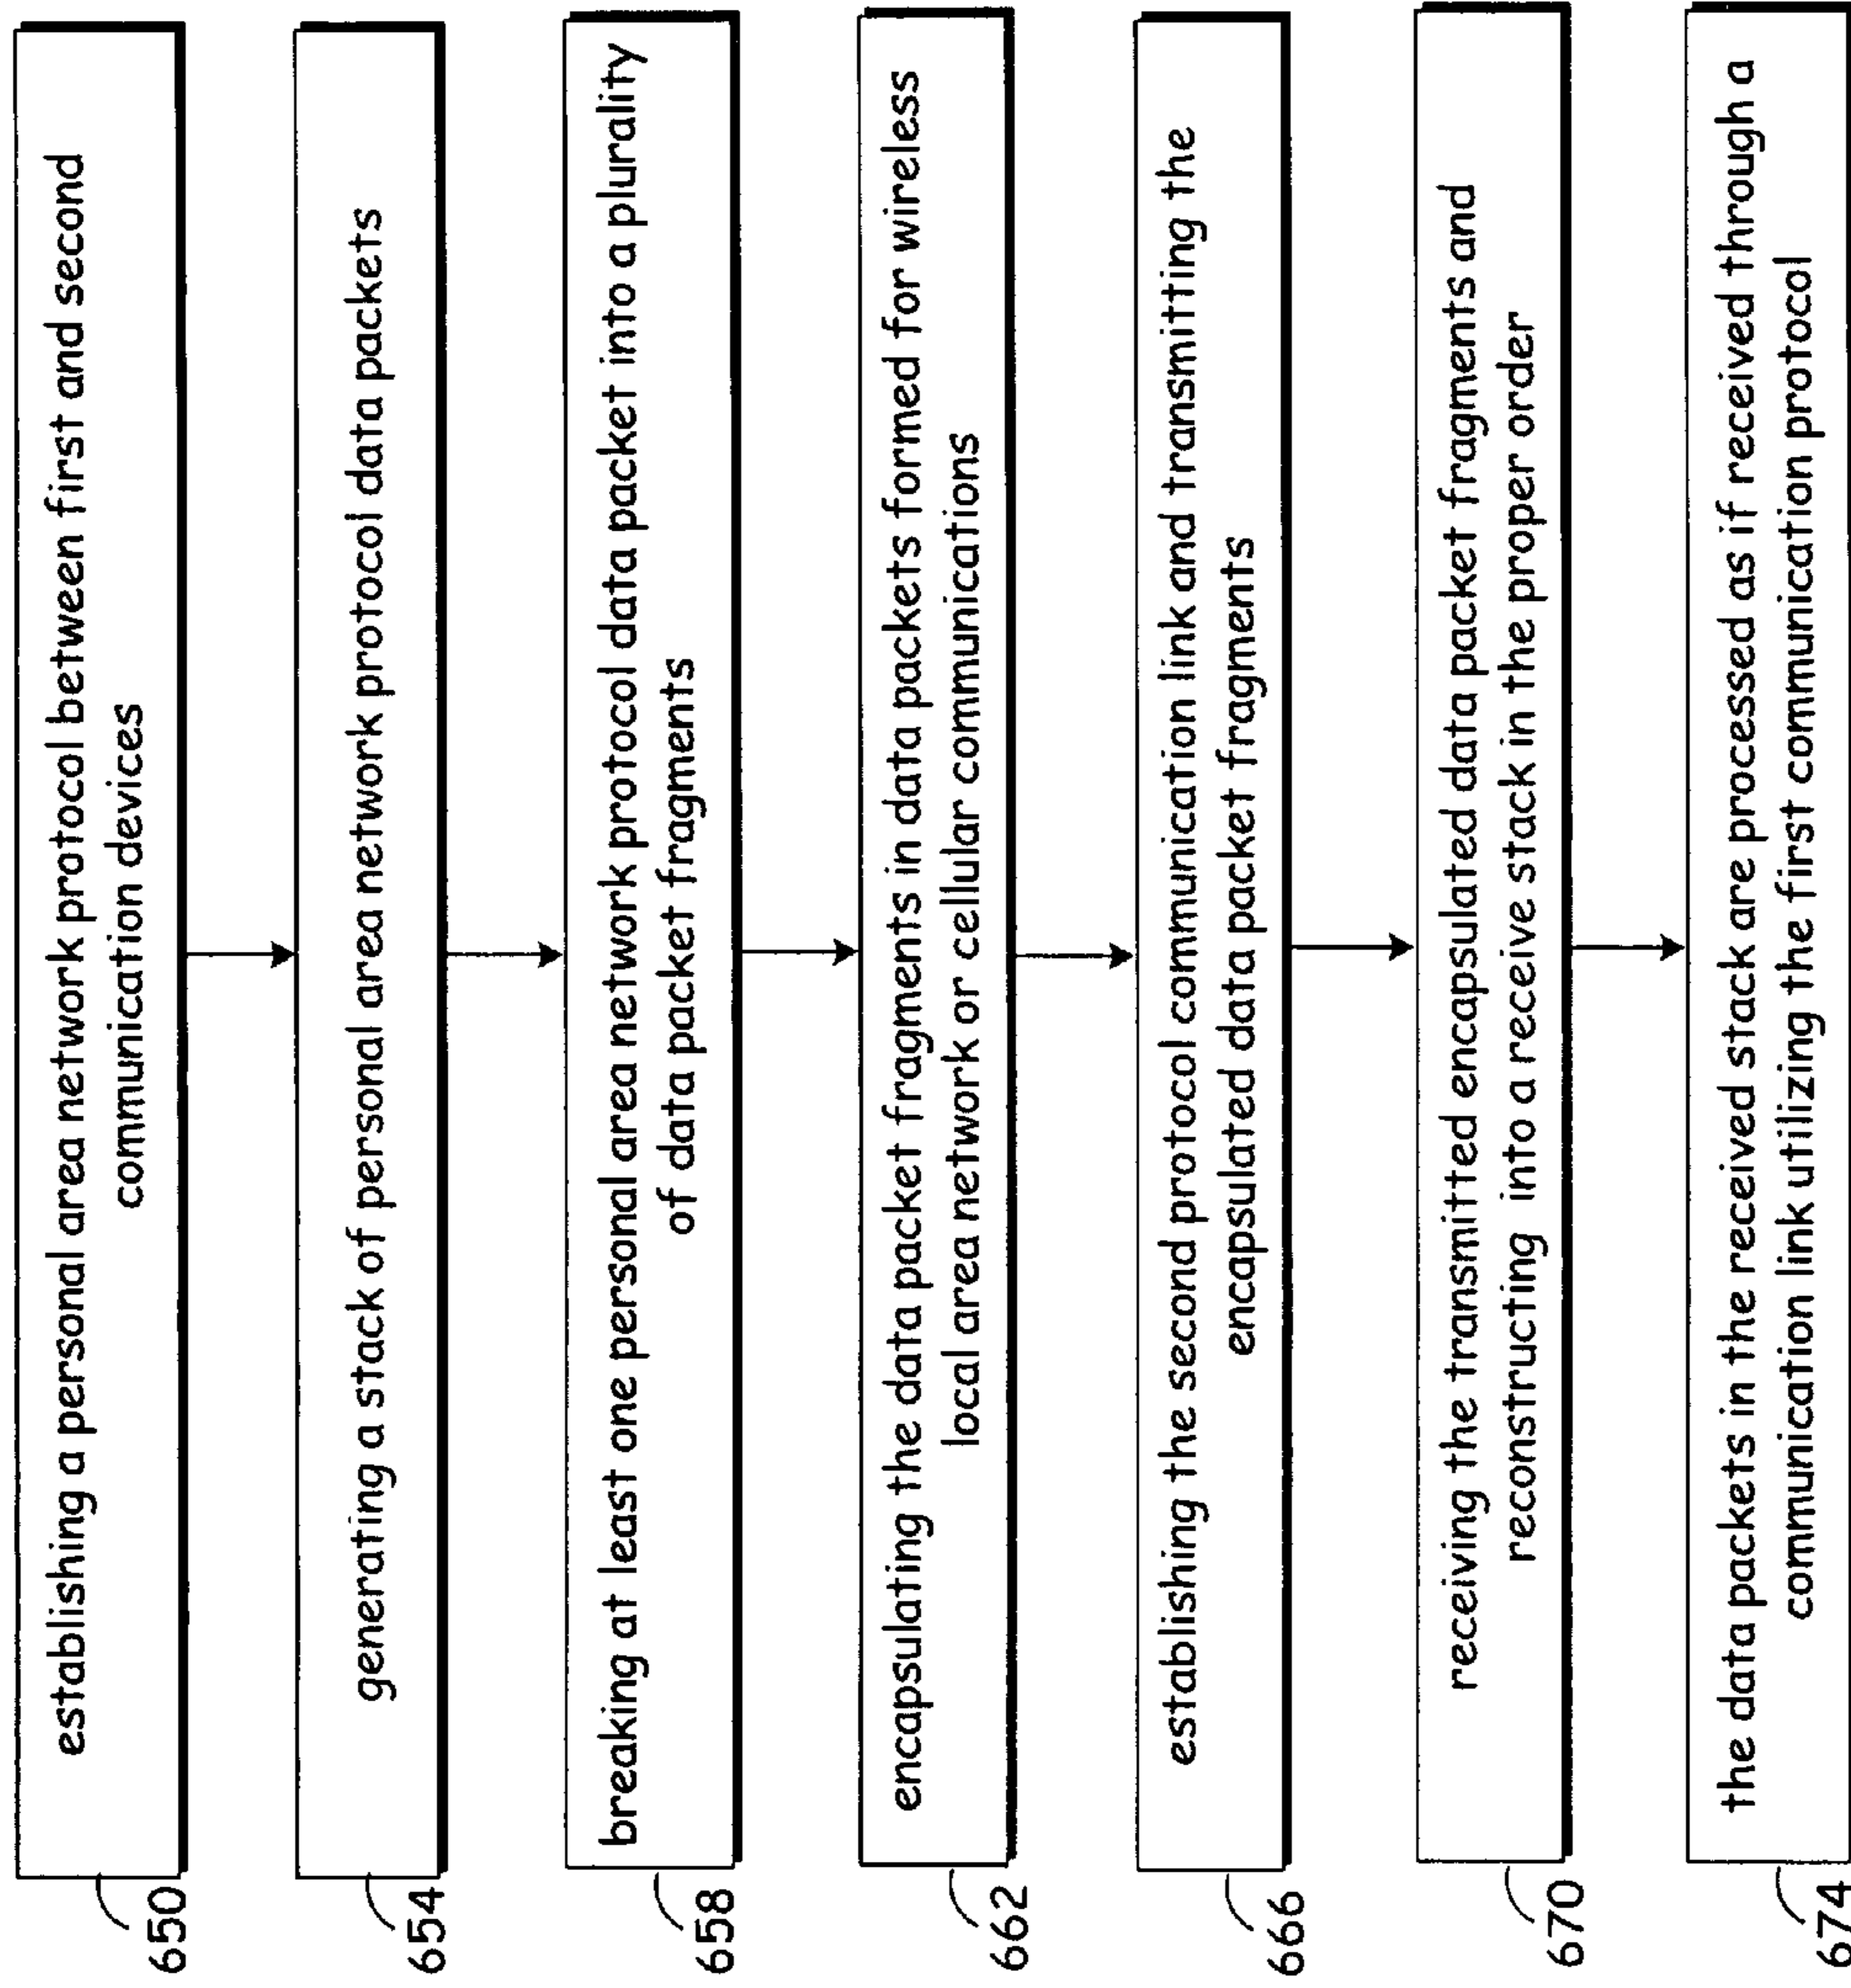 establishing a personal area network protocol between first and second
communication devices
650
generating a stack of personal area network protocol data packets
654
breaking at least one personal area network protocol data packet into a plurality
of data packet fragments
658
encapsulating the data packet fragments in data packets formed for wireless
local area network or cellular communications
662
establishing the second protocol communication link and transmitting the
encapsulated data packet fragments
666
receiving the transmitted encapsulated data packet fragments and
reconstructing into a receive stack in the proper order
670
the data packets in the received stack are processed as if received through a
communication link utilizing the first communication protocol
674